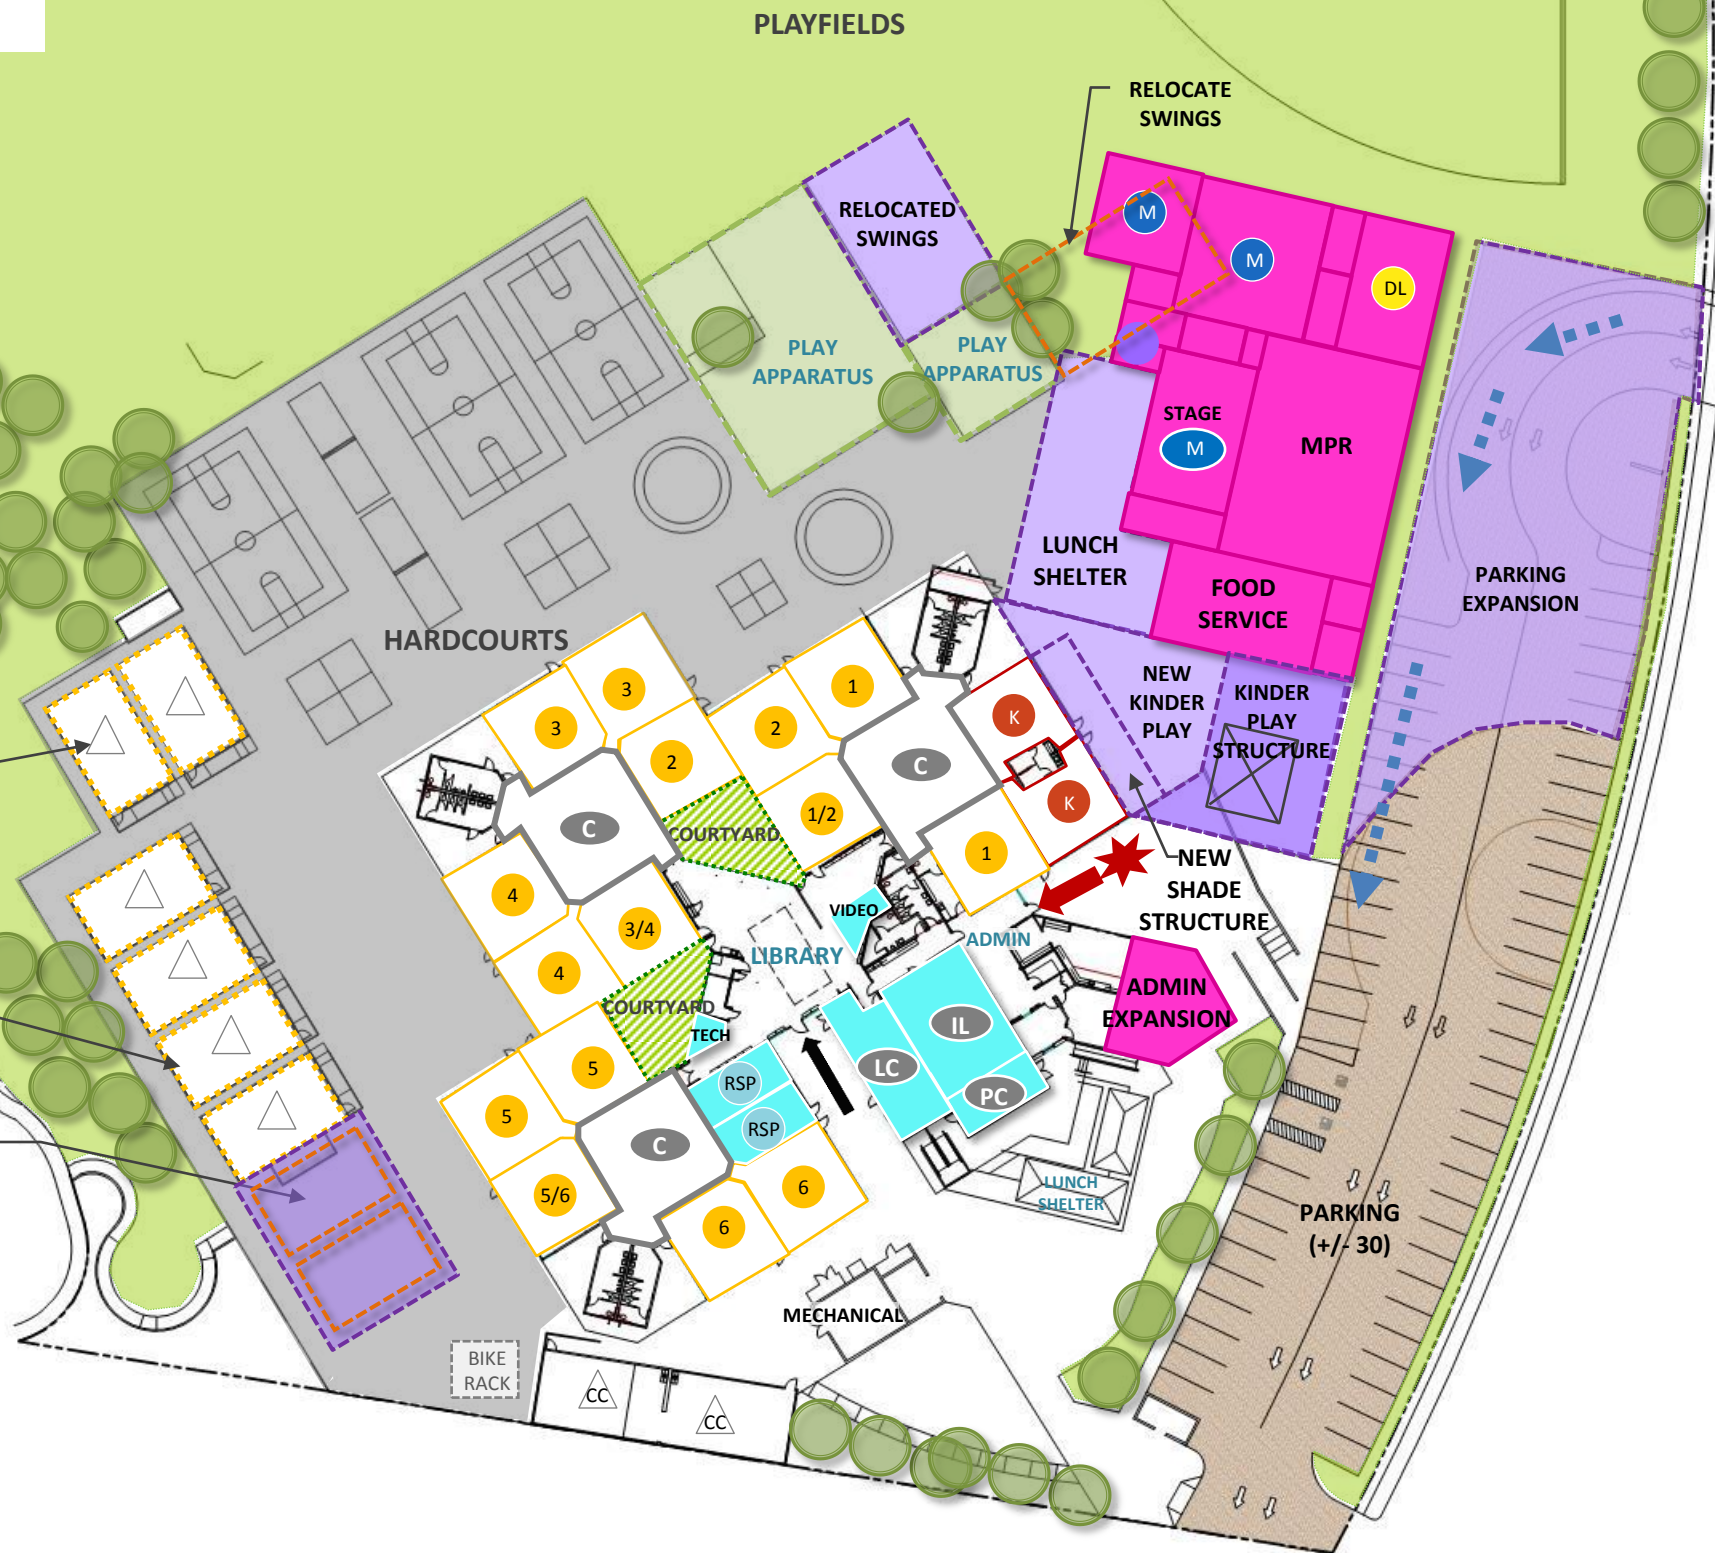 PLAYFIELDS
RELOCATE
SWINGS
M
M
DL
RELOCATED
SWINGS
PLAY
APPARATUS
PLAY
APPARATUS
STAGE
M
MPR
LUNCH
SHELTER
FOOD
SERVICE
PARKING
EXPANSION
HARDCOURTS
NEW
KINDER
PLAY
KINDER
PLAY
STRUCTURE
3
3
2
2
1
K
C
K
1/2
1
C
COURTYARD
4
3/4
4
VIDEO
LIBRARY
ADMIN
NEW
SHADE
STRUCTURE
ADMIN
EXPANSION
COURTYARD
TECH
IL
LC
PC
5
5
RSP
RSP
C
5/6
6
6
LUNCH
SHELTER
PARKING
(+/- 30)
MECHANICAL
BIKE
RACK
CC
CC